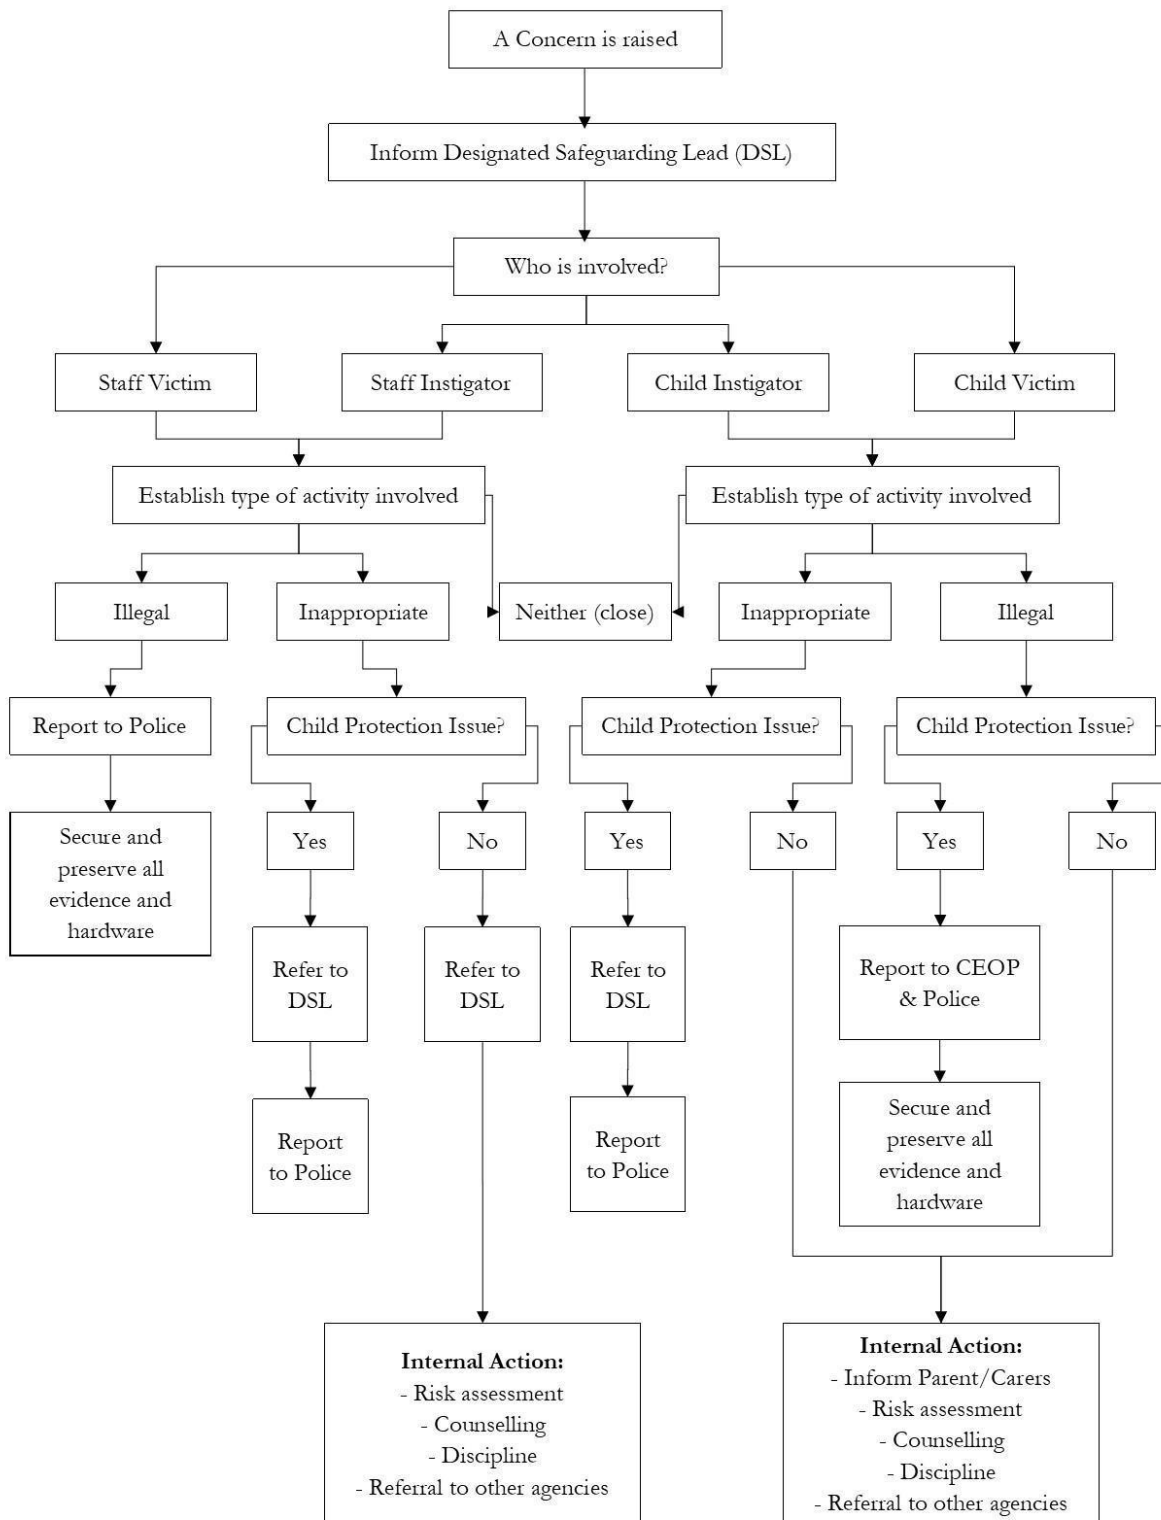 A Concern is raised
Inform Designated Safeguarding Lead (DSL)
Who is involved?
Staff Victim
Staff Instigator
Child Instigator
Child Victim
Establish type of activity involved
Establish type of activity involved
Illegal
Inappropriate
Neither (close)
Inappropriate
Illegal
Report to Police
Child Protection Issue?
Child Protection Issue?
Child Protection Issue?
Secure and
preserve all
evidence and
hardware
Yes
No
Yes
No
Yes
No
Refer to
DSL
Refer to
DSL
Refer to
DSL
Report to CEOP
& Police
Report
to Police
Report
to Police
Secure and
preserve all
evidence and
hardware
Internal Action:
- Risk assessment
- Counselling
- Discipline
- Referral to other agencies
Internal Action:
- Inform Parent/Carers
- Risk assessment
- Counselling
- Discipline
- Referral to other agencies